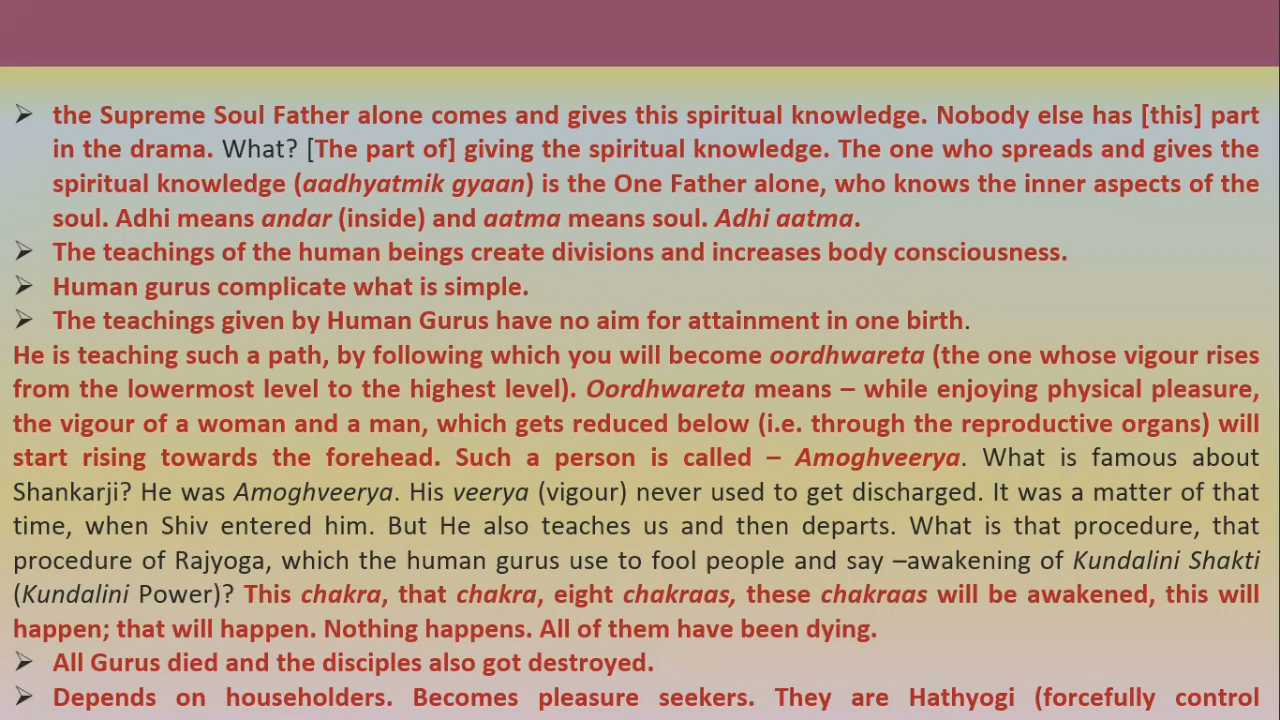 ➢ the Supreme Soul Father alone comes and gives this spiritual knowledge. Nobody else has [this] part
in the drama. What? [The part of] giving the spiritual knowledge. The one who spreads and gives the
spiritual knowledge (aadhyatmik gyaan) is the One Father alone, who knows the inner aspects of the
soul. Adhi means andar (inside) and aatma means soul. Adhi aatma.
➢ The teachings of the human beings create divisions and increases body consciousness.
➢ Human gurus complicate what is simple.
➢ The teachings given by Human Gurus have no aim for attainment in one birth.
He is teaching such a path, by following which you will become oordhwareta (the one whose vigour rises
from the lowermost level to the highest level). Oordhwareta means – while enjoying physical pleasure,
the vigour of a woman and a man, which gets reduced below (i.e. through the reproductive organs) will
start rising towards the forehead. Such a person is called – Amoghveerya. What is famous about
Shankarji? He was Amoghveerya. His veerya (vigour) never used to get discharged. It was a matter of that
time, when Shiv entered him. But He also teaches us and then departs. What is that procedure, that
procedure of Rajyoga, which the human gurus use to fool people and say –awakening of Kundalini Shakti
(Kundalini Power)? This chakra, that chakra, eight chakraas, these chakraas will be awakened, this will
happen; that will happen. Nothing happens. All of them have been dying.
➢ All Gurus died and the disciples also got destroyed.
➢ Depends on householders. Becomes pleasure seekers. They are Hathyogi (forcefully control